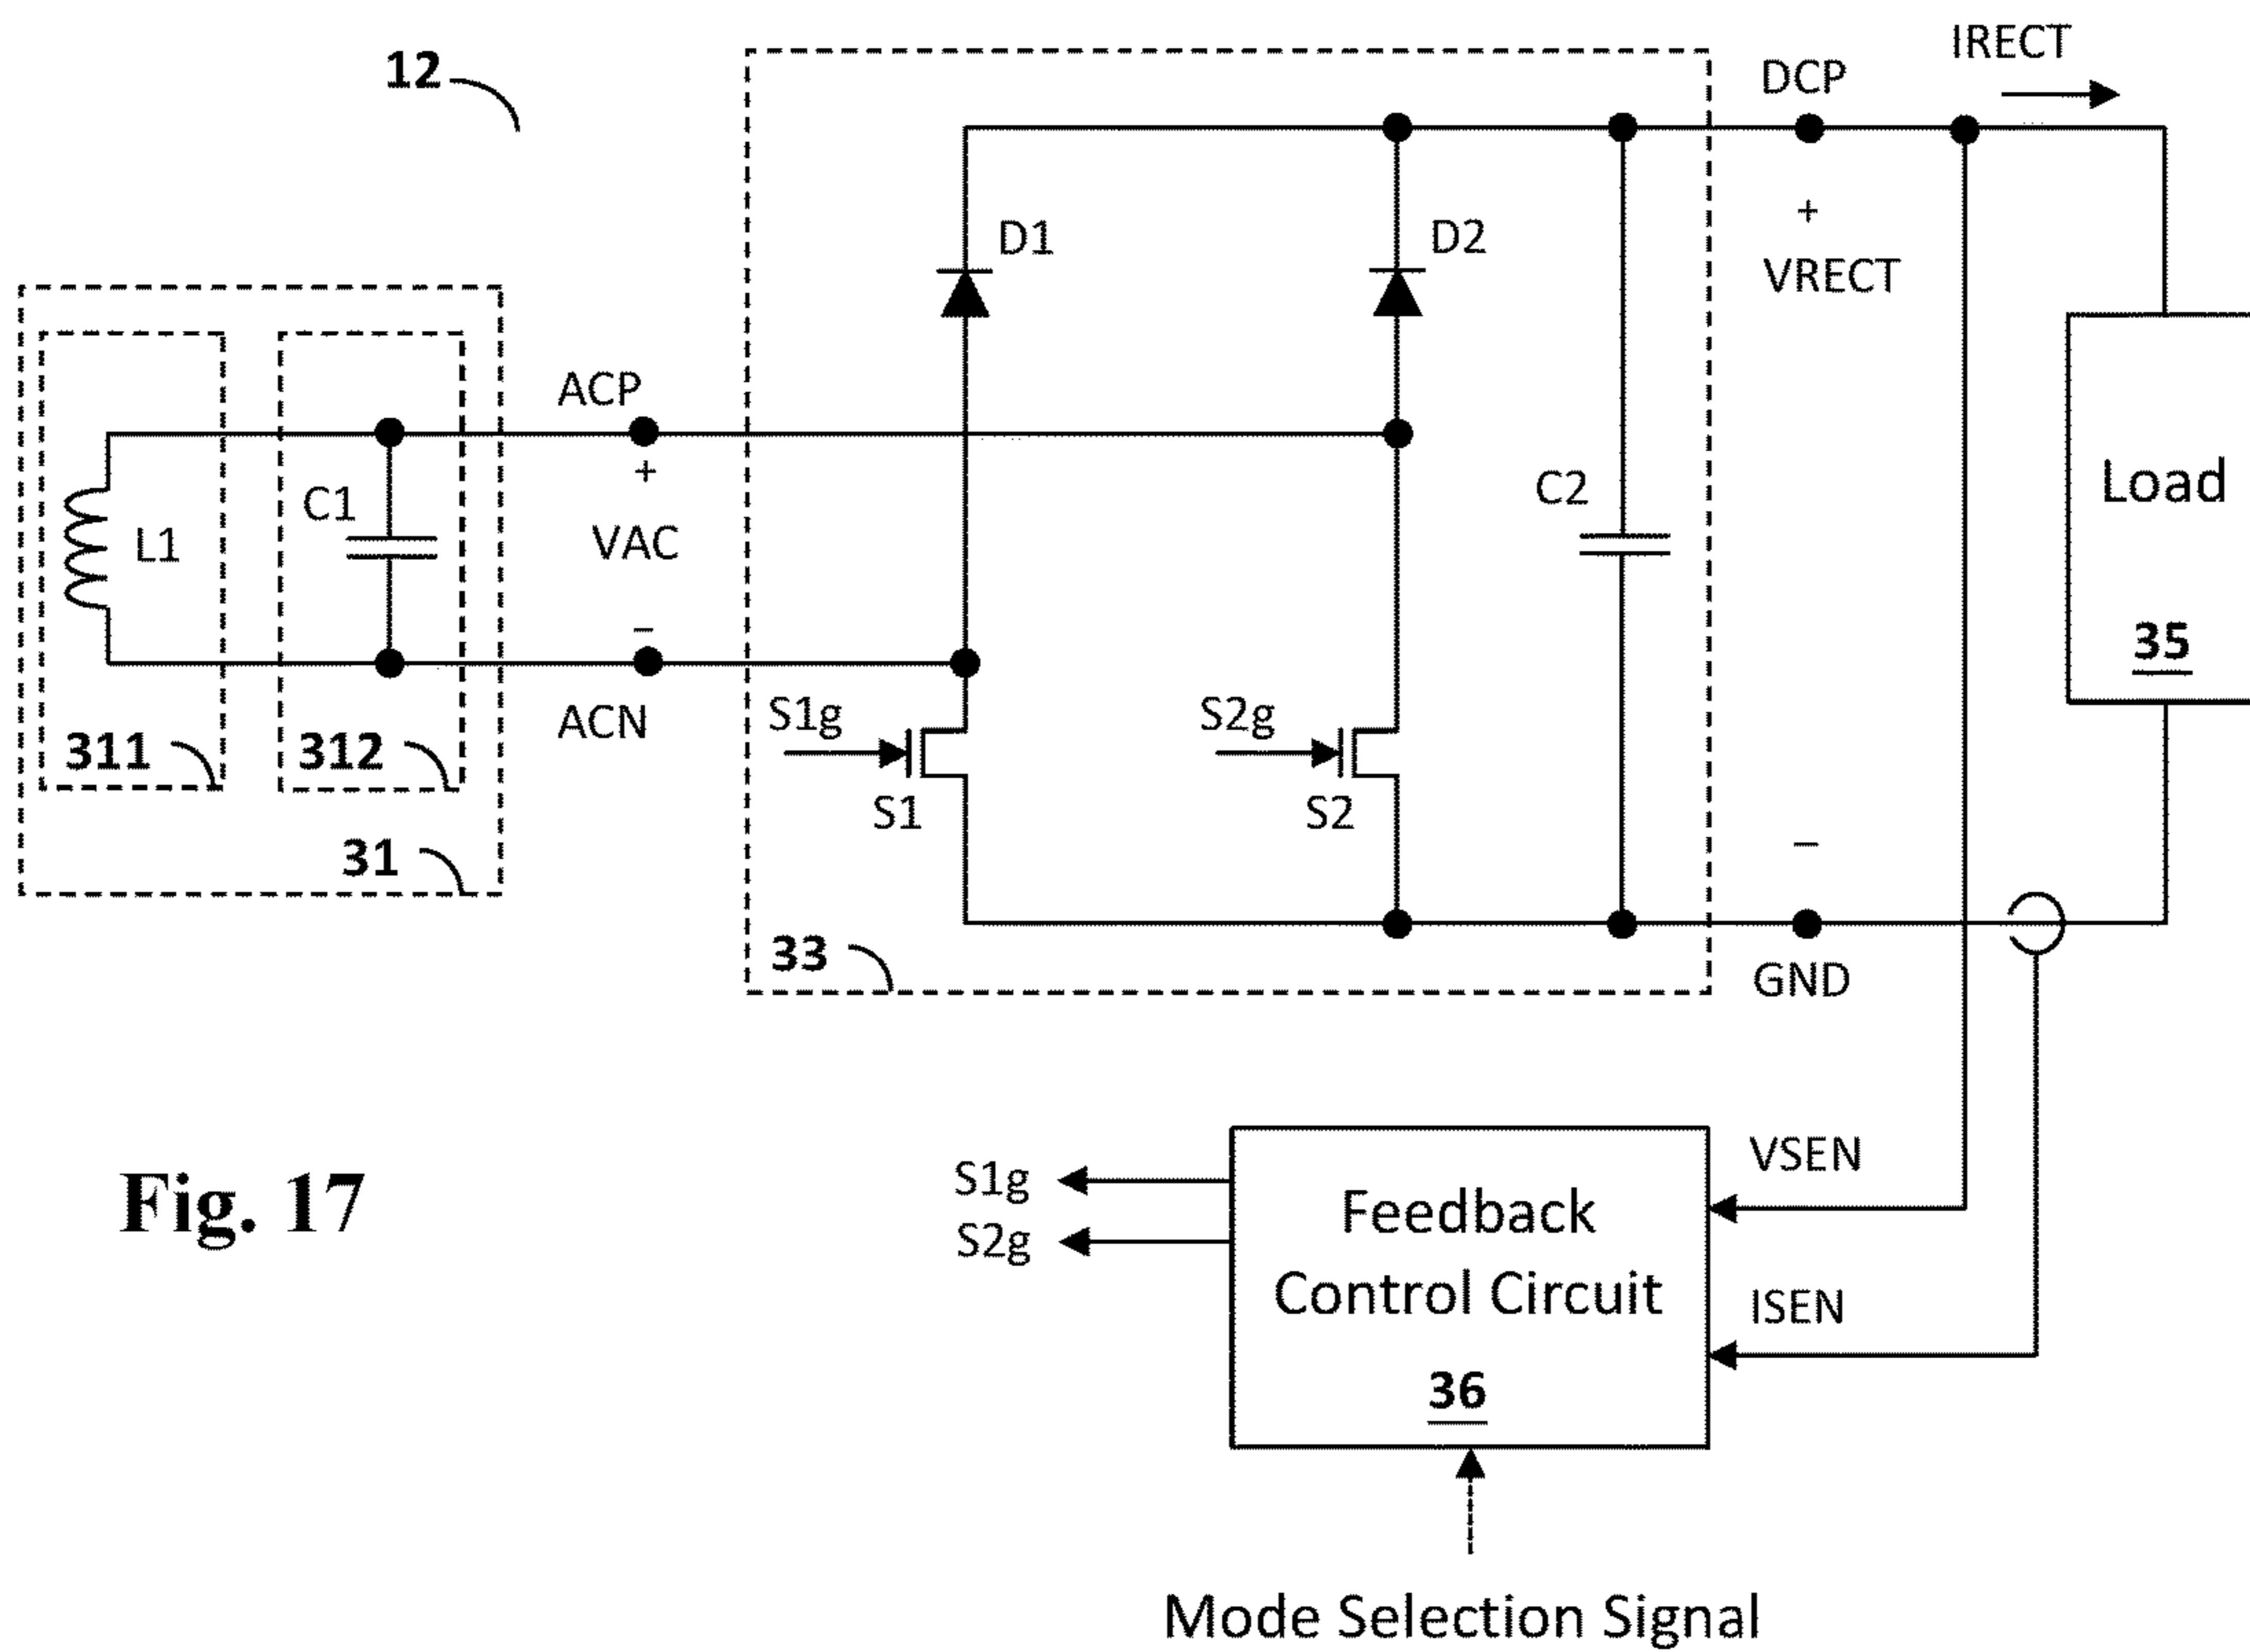 12
IRECT
DCP
D1
D2
+
VRECT
ACP
+
C1
L1
VAC
C2
Load
35
–
ACN
S1g
S2g
311
312
S1
S2
31
–
33
GND
Fig. 17
S1g
S2g
Feedback
Control Circuit
36
VSEN
ISEN
Mode Selection Signal